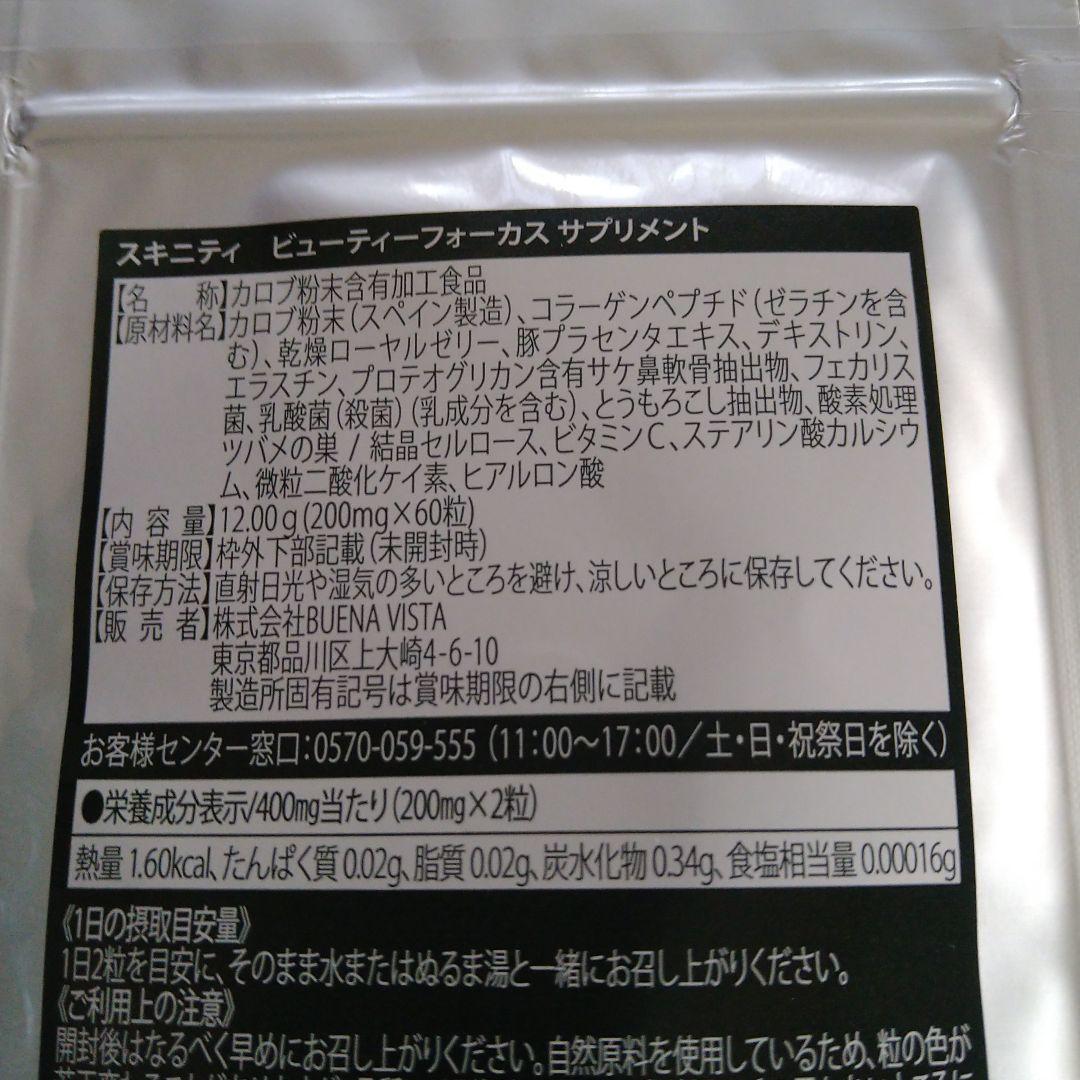 スキニティ　ビューティーフォーカス サプリメント
【名　　称】カロブ粉末含有加工食品
【原材料名】カロブ粉末（スペイン製造）、コラーゲンペプチド（ゼラチンを含
む）、乾燥ローヤルゼリー、豚プラセンタエキス、デキストリン、
エラスチン、プロテオグリカン含有サケ鼻軟骨抽出物、フェカリス
菌、乳酸菌（殺菌）（乳成分を含む）、とうもろこし抽出物、酸素処理
ツバメの巣 / 結晶セルロース、ビタミンC、ステアリン酸カルシウ
ム、微粒二酸化ケイ素、ヒアルロン酸
【内 容 量】12.00g(200mg×60粒)
【賞味期限】枠外下部記載（未開封時）
【保存方法】直射日光や湿気の多いところを避け、涼しいところに保存してください。
【販 売 者】株式会社BUENA VISTA
東京都品川区上大崎4-6-10
製造所固有記号は賞味期限の右側に記載
お客様センター窓口：0570-059-555（11：00～17：00／土・日・祝祭日を除く）
●栄養成分表示/400mg当たり(200mg×2粒)
熱量 1.60kcal、たんぱく質 0.02g、脂質 0.02g、炭水化物 0.34g、食塩相当量 0.00016g
《1日の摂取目安量》
1日2粒を目安に、そのまま水またはぬるま湯と一緒にお召し上がりください。
《ご利用上の注意》
開封後はなるべく早めにお召し上がりください。自然原料を使用しているため、粒の色が